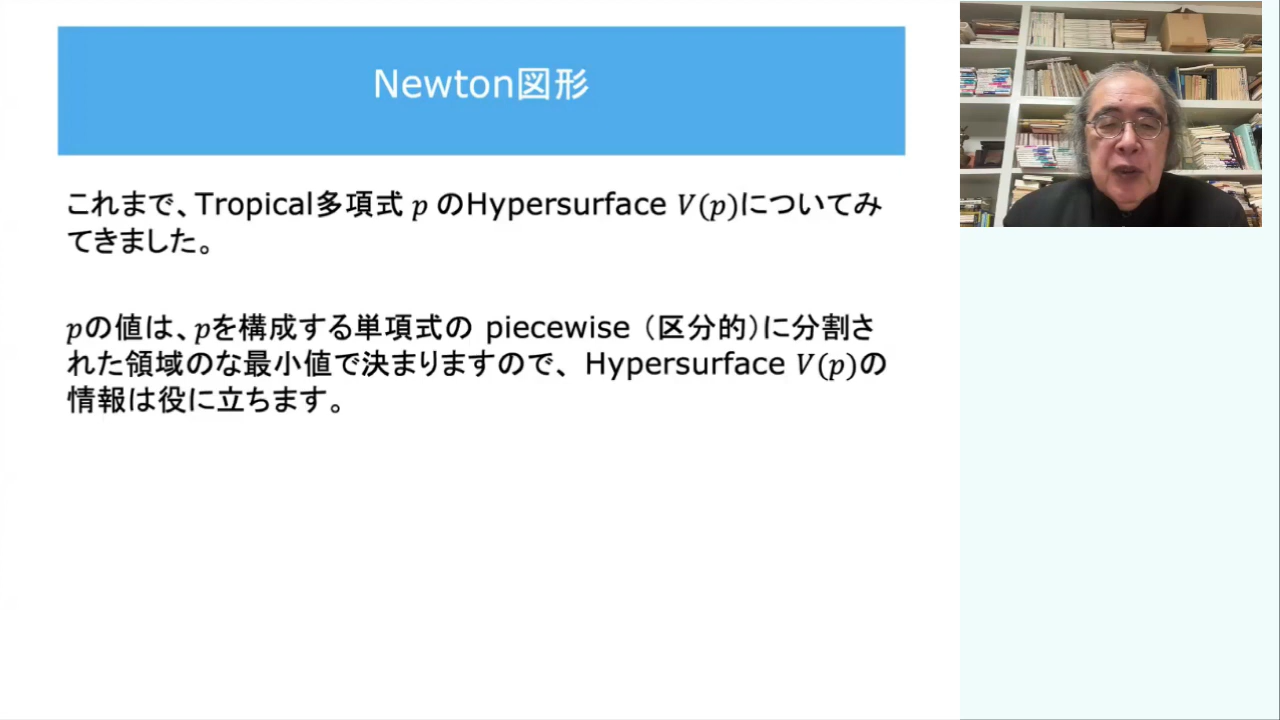 Newton図形
これまで、Tropical多項式 p のHypersurface V(p)についてみ
てきました。
pの値は、pを構成する単項式の piecewise （区分的）に分割さ
れた領域のな最小値で決まりますので、 Hypersurface V(p)の
情報は役に立ちます。